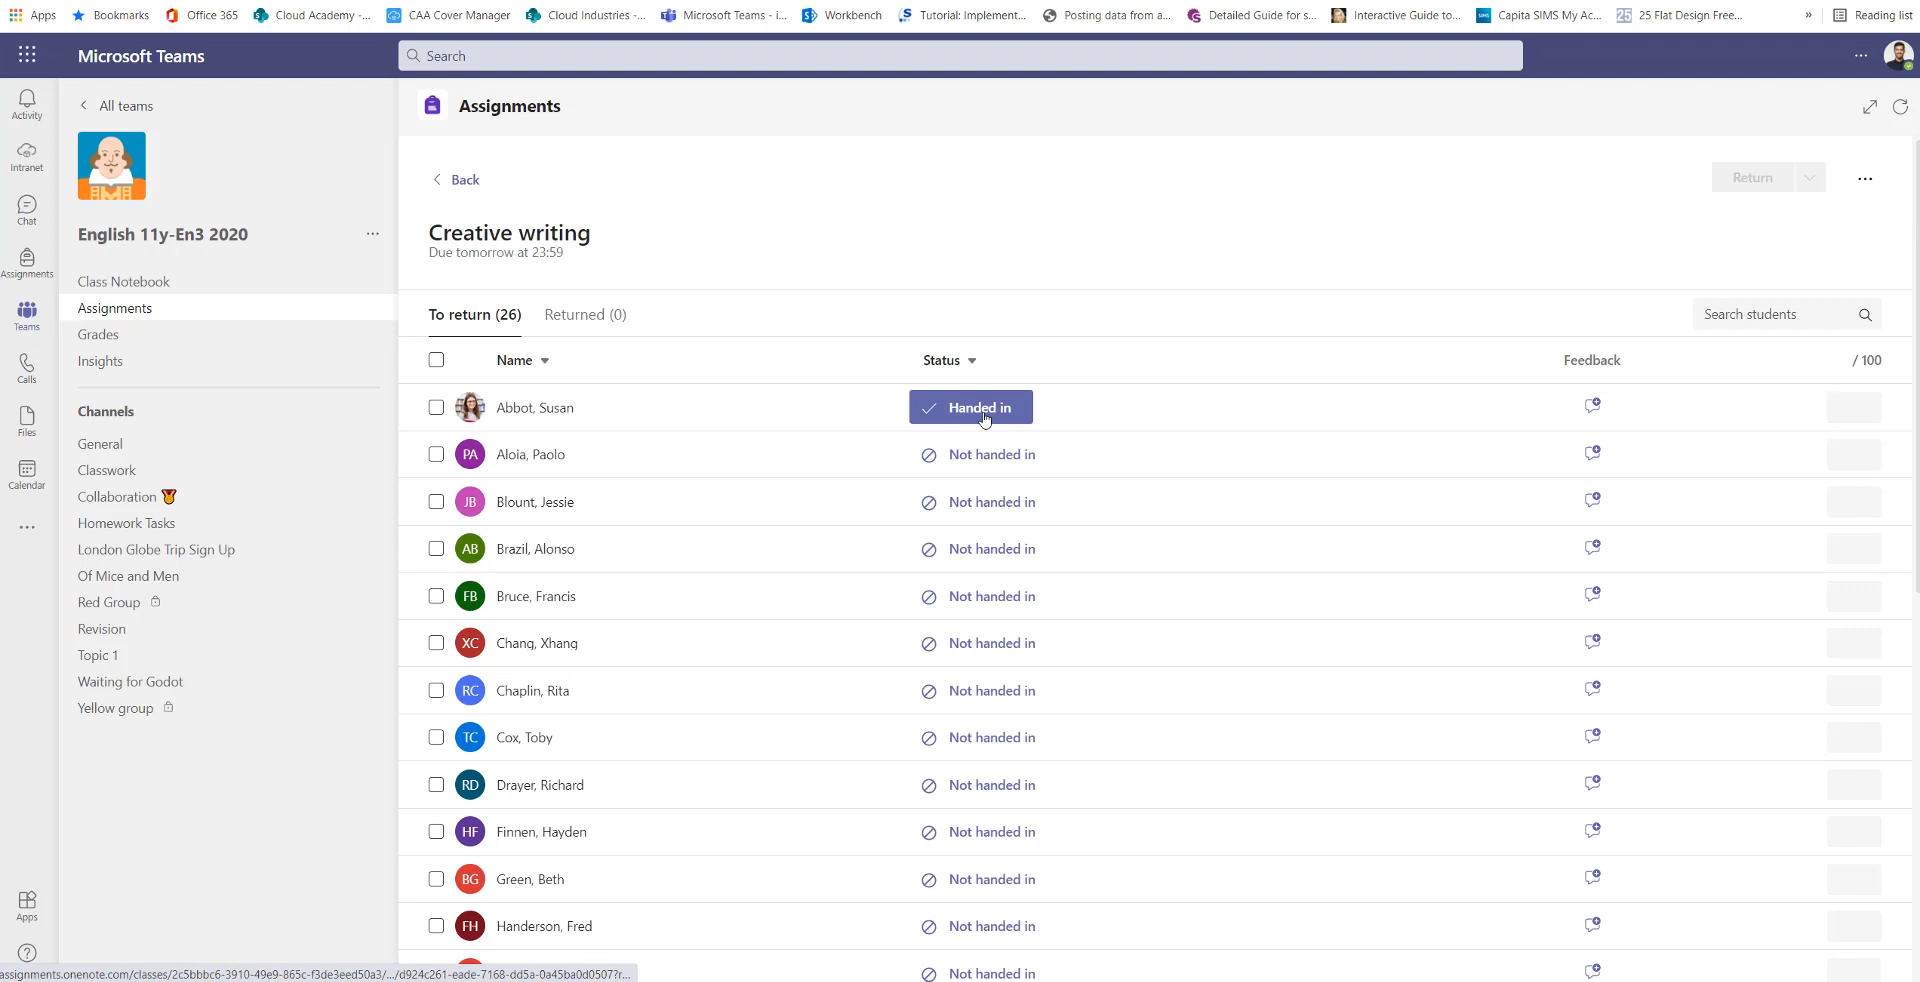 Apps
Bookmarks
Office 365
Cloud Academy -...
CAA Cover Manager
Cloud Industries -...
Microsoft Teams - i...
Workbench
Tutorial: Implement...
Posting data from a...
Detailed Guide for s...
Interactive Guide to...
Capita SIMS My Ac...
25 Flat Design Free...
»
Reading list
Microsoft Teams
Search
Activity
Intranet
Chat
Assignments
Teams
Calls
Files
Calendar
Apps
All teams
English 11y-En3 2020
Class Notebook
Assignments
Grades
Insights
Channels
General
Classwork
Collaboration 🏅
Homework Tasks
London Globe Trip Sign Up
Of Mice and Men
Red Group
Revision
Topic 1
Waiting for Godot
Yellow group
Assignments
Back
Return
Creative writing
Due tomorrow at 23:59
To return (26) Returned (0)
Search students
Name Status Feedback / 100
Abbot, Susan Handed in
PA Aloia, Paolo Not handed in
JB Blount, Jessie Not handed in
AB Brazil, Alonso Not handed in
FB Bruce, Francis Not handed in
XC Chang, Xhang Not handed in
RC Chaplin, Rita Not handed in
TC Cox, Toby Not handed in
RD Drayer, Richard Not handed in
HF Finnen, Hayden Not handed in
BG Green, Beth Not handed in
FH Handerson, Fred Not handed in
Not handed in
assignments.onenote.com/classes/2c5bbbc6-3910-49e9-865c-f3de3eed50a3/.../d924c261-eade-7168-dd5a-0a45ba0d0507?r...